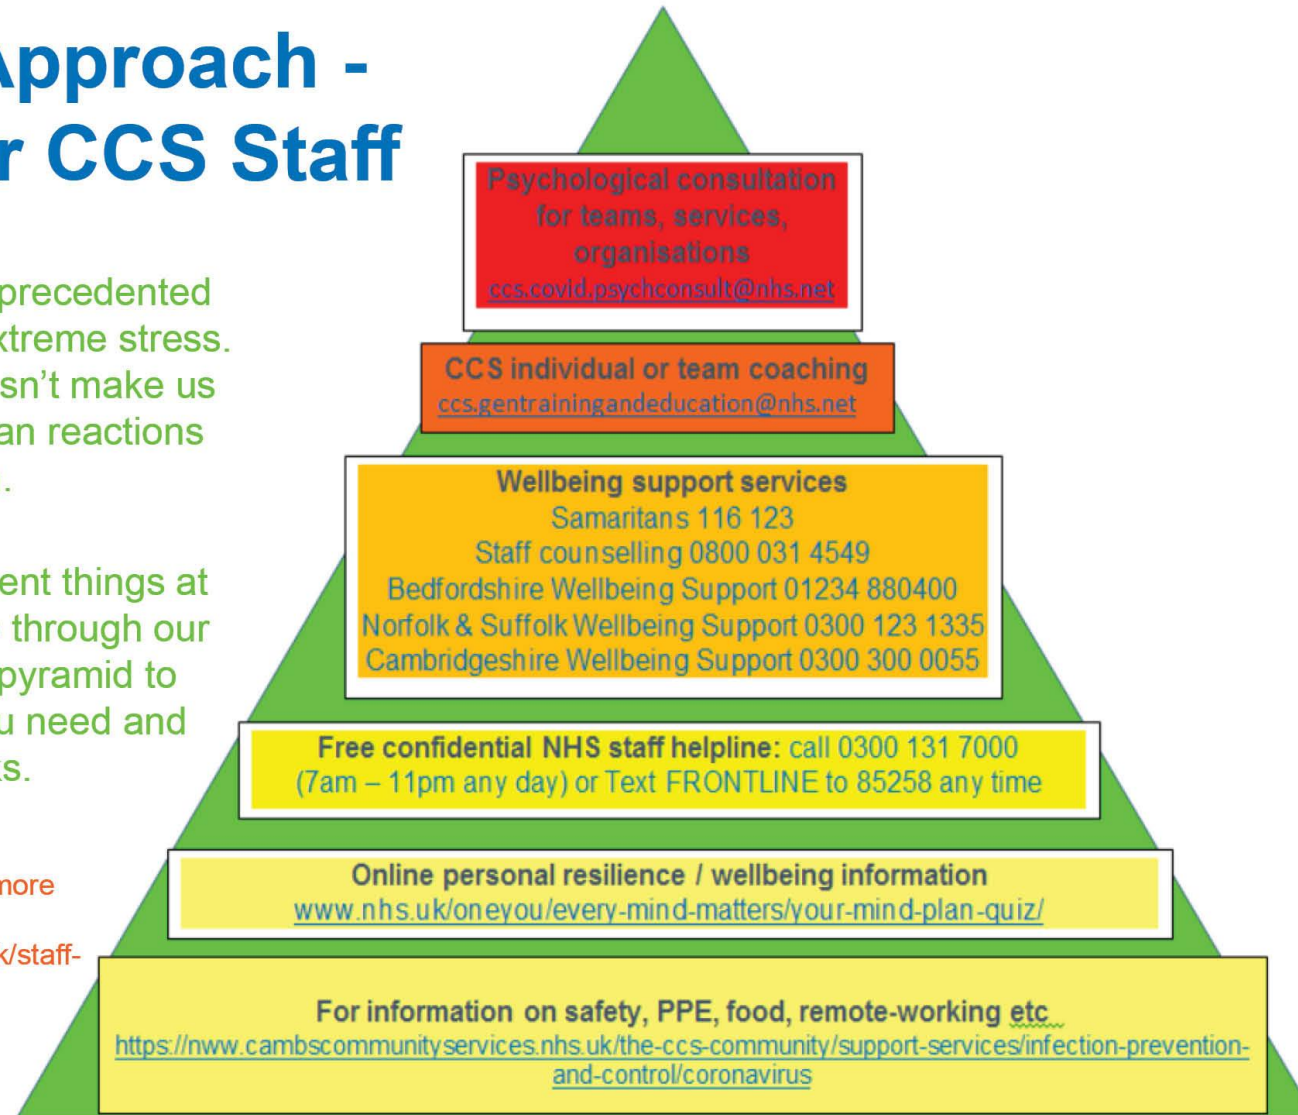 Approach -
r CCS Staff
precedented
xtreme stress.
sn't make us
an reactions
.
ent things at
through our
pyramid to
u need and
ks.
more
k/staff-
Psychological consultation
for teams, services,
organisations
ccs.covid.psychconsult@nhs.net
CCS individual or team coaching
ccs.gentrainingandeducation@nhs.net
Wellbeing support services
Samaritans 116 123
Staff counselling 0800 031 4549
Bedfordshire Wellbeing Support 01234 880400
Norfolk & Suffolk Wellbeing Support 0300 123 1335
Cambridgeshire Wellbeing Support 0300 300 0055
Free confidential NHS staff helpline: call 0300 131 7000
(7am – 11pm any day) or Text FRONTLINE to 85258 any time
Online personal resilience / wellbeing information
www.nhs.uk/oneyou/every-mind-matters/your-mind-plan-quiz/
For information on safety, PPE, food, remote-working etc
https://nww.cambscommunityservices.nhs.uk/the-ccs-community/support-services/infection-prevention-
and-control/coronavirus